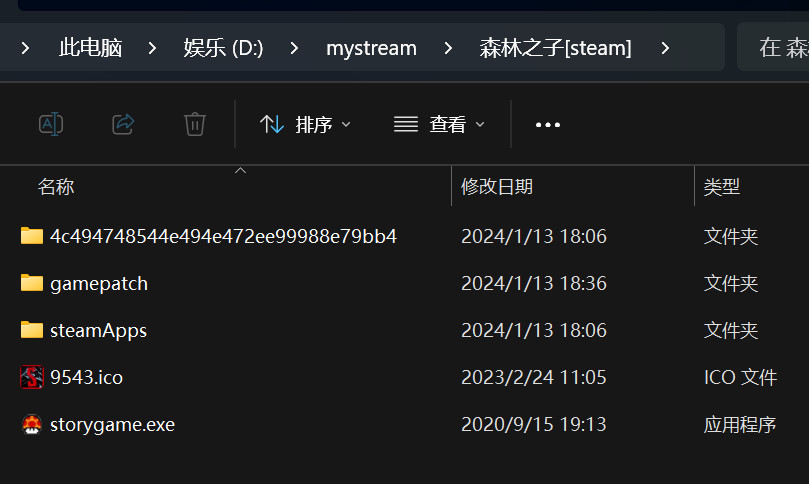 此电脑 娱乐 (D:) mystream 森林之子[steam] 在 森
排序 查看
名称 修改日期 类型
4c494748544e494e472ee99988e79bb4 2024/1/13 18:06 文件夹
gamepatch 2024/1/13 18:36 文件夹
steamApps 2024/1/13 18:06 文件夹
9543.ico 2023/2/24 11:05 ICO 文件
storygame.exe 2020/9/15 19:13 应用程序